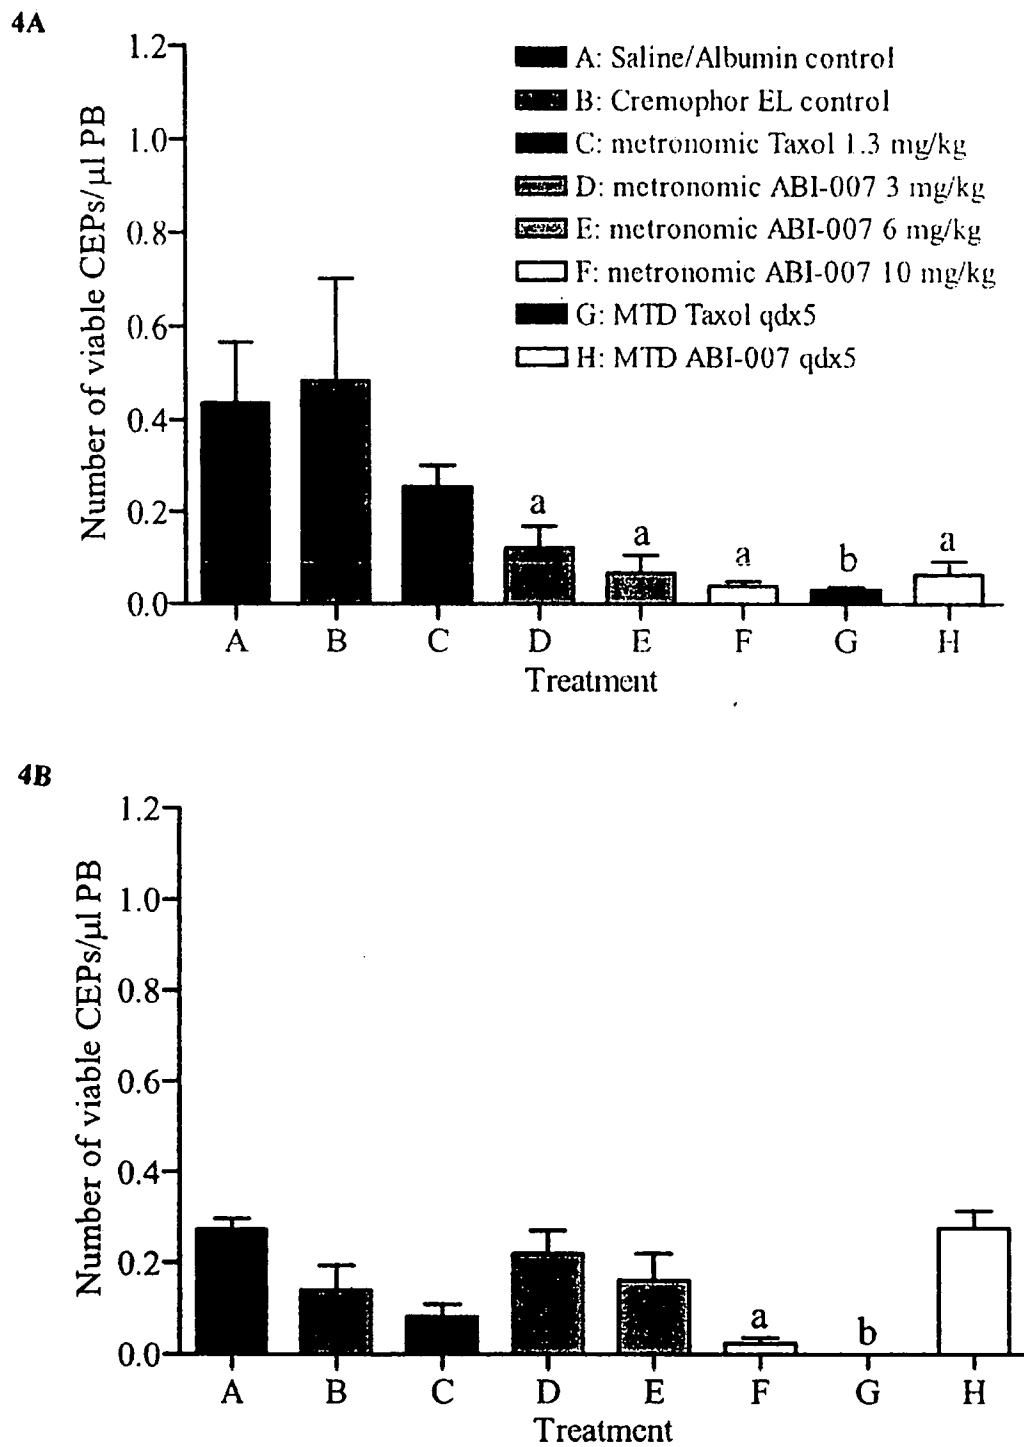 4A
Number of viable CEPs/µl PB
1.2
1.0
0.8
0.6
0.4
0.2
0.0
A: Saline/Albumin control
B: Cremophor EL control
C: metronomic Taxol 1.3 mg/kg
D: metronomic ABI-007 3 mg/kg
E: metronomic ABI-007 6 mg/kg
F: metronomic ABI-007 10 mg/kg
G: MTD Taxol qdx5
H: MTD ABI-007 qdx5
a a a b a
A B C D E F G H
Treatment
4B
Number of viable CEPs/µl PB
1.2
1.0
0.8
0.6
0.4
0.2
0.0
a b
A B C D E F G H
Treatment